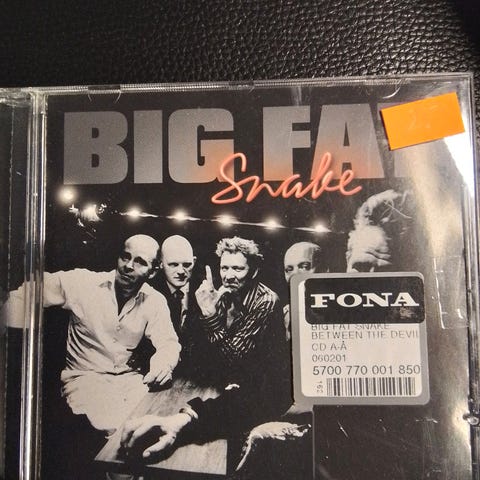 BIG FAT
Snake
FONA
BIG FAT SNAKE
BETWEEN THE DEVIL
CD A-Å
060201
5700 770 001 850